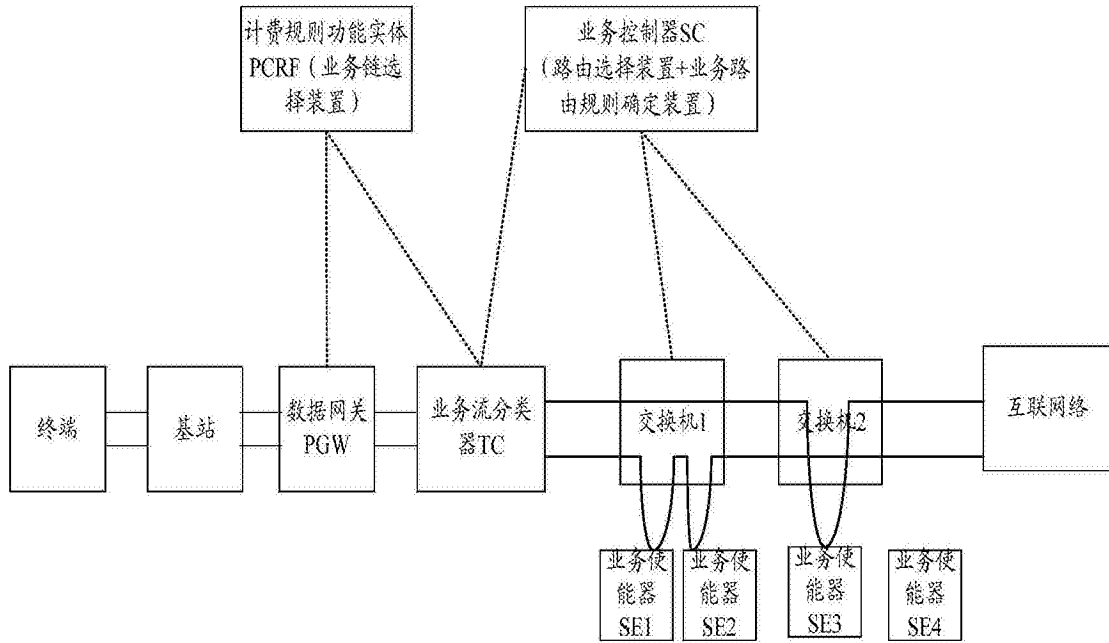 计费规则功能实体
PCRF（业务链选
择装置）
业务控制器SC
（路由选择装置+业务路
由规则确定装置）
终端
基站
数据网关
PGW
业务流分类
器TC
交换机1
交换机2
互联网络
业务使
能器
SE1
业务使
能器
SE2
业务使
能器
SE3
业务使
能器
SE4